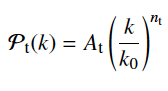 𝒫ₜ(k) = Aₜ (k/k₀)^{nₜ}